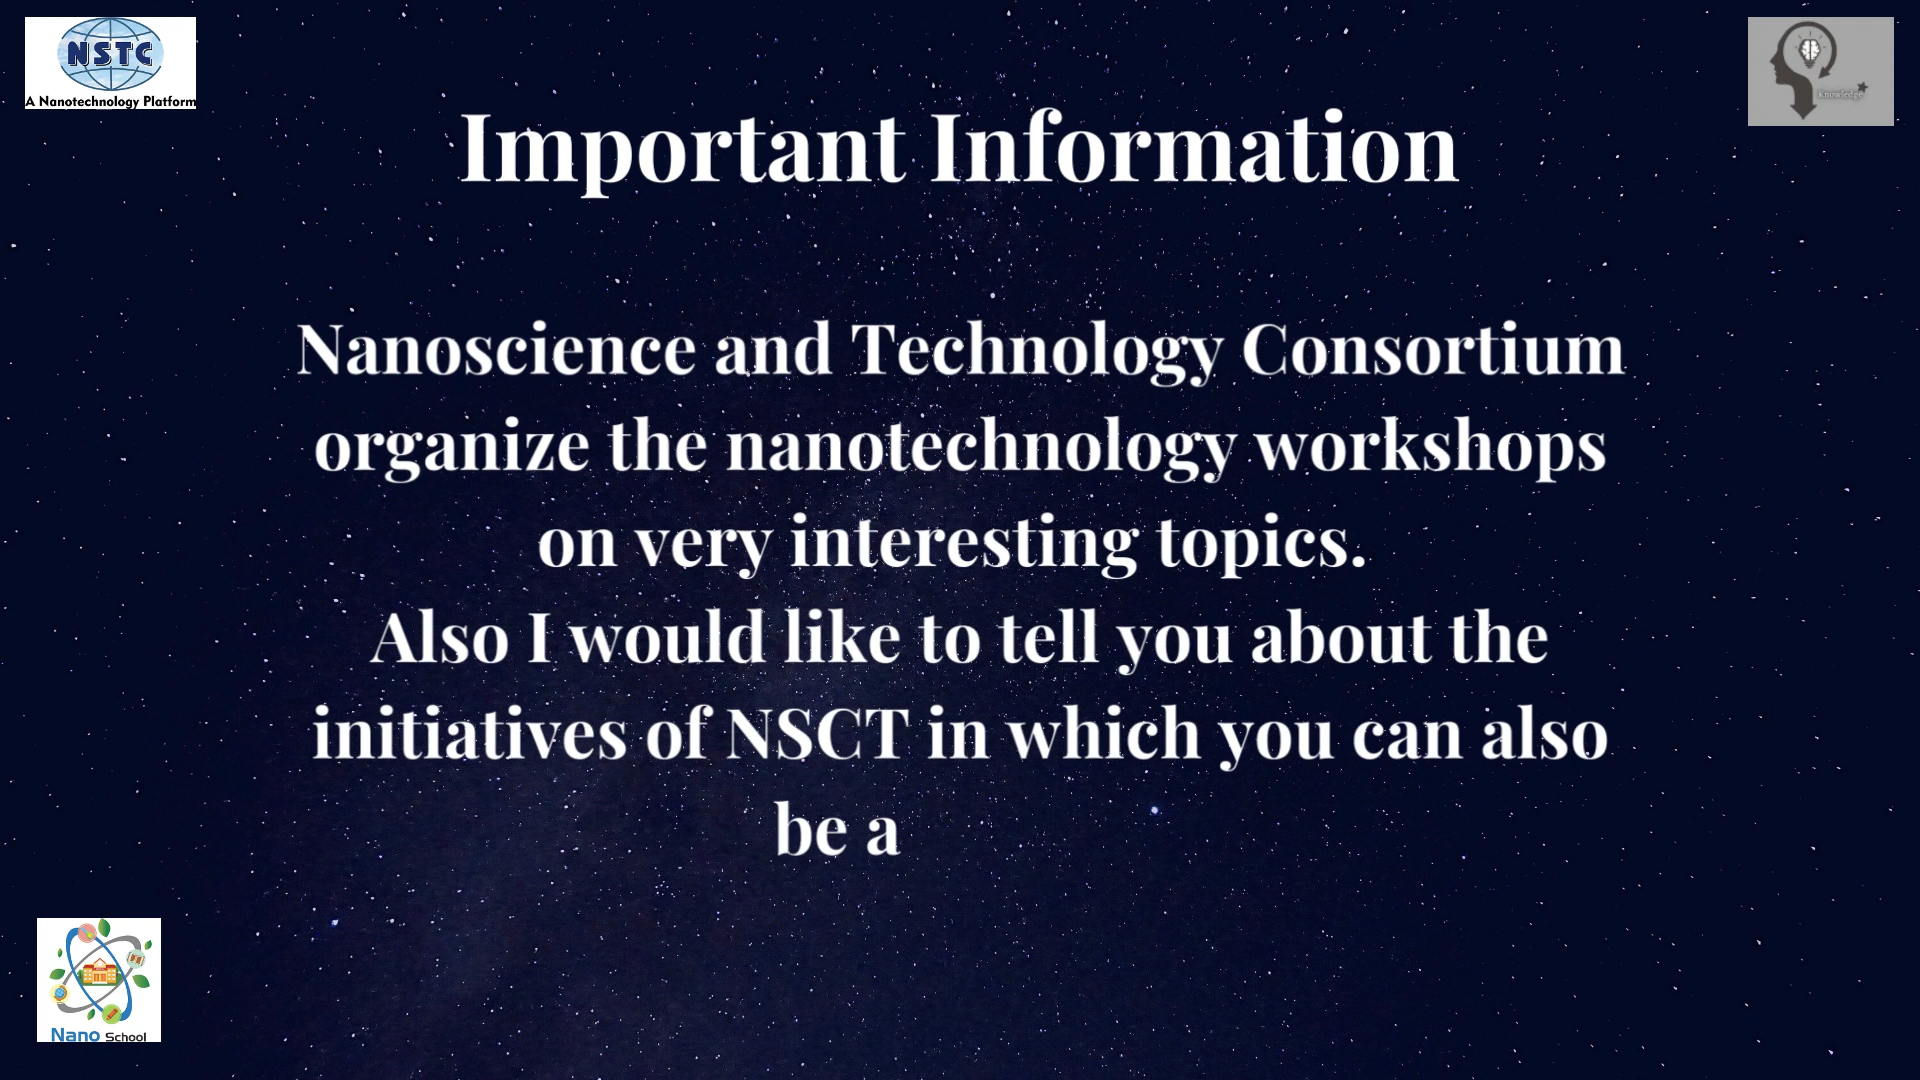 NSTC
A Nanotechnology Platform
Knowledge
Important Information
Nanoscience and Technology Consortium
organize the nanotechnology workshops
on very interesting topics.
Also I would like to tell you about the
initiatives of NSCT in which you can also
be a
Nano School